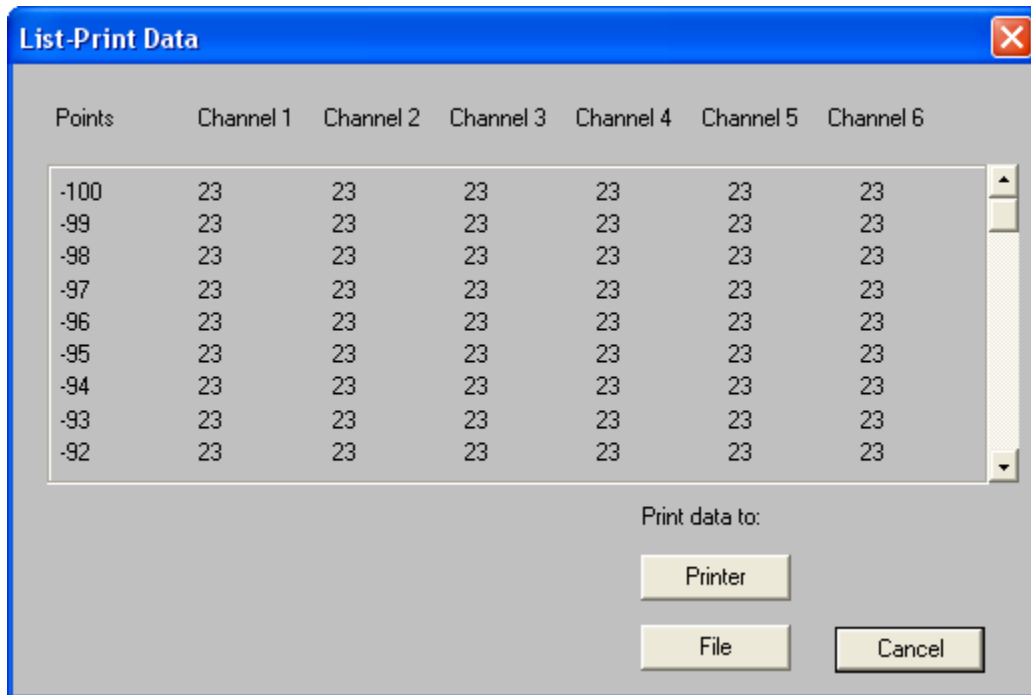 List-Print Data
Points Channel 1 Channel 2 Channel 3 Channel 4 Channel 5 Channel 6
-100 23 23 23 23 23 23
-99 23 23 23 23 23 23
-98 23 23 23 23 23 23
-97 23 23 23 23 23 23
-96 23 23 23 23 23 23
-95 23 23 23 23 23 23
-94 23 23 23 23 23 23
-93 23 23 23 23 23 23
-92 23 23 23 23 23 23
Print data to:
Printer
File Cancel